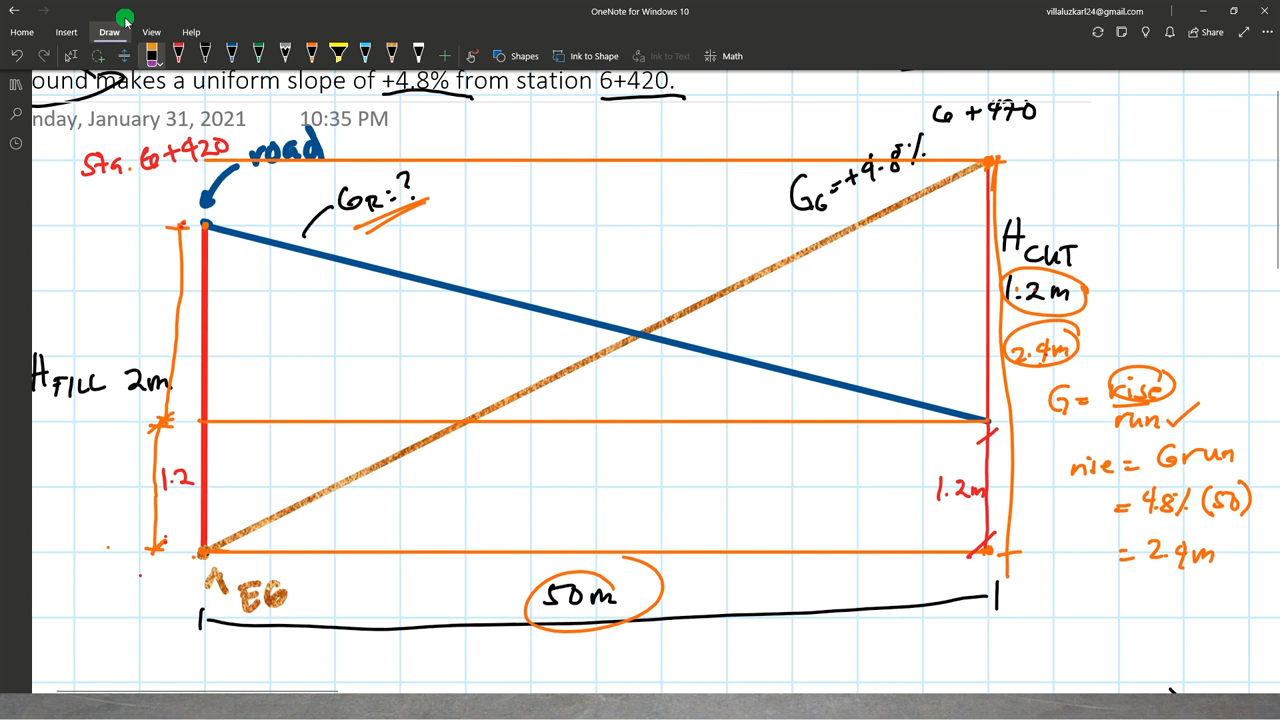 OneNote for Windows 10
villaluzkarl24@gmail.com
Home Insert Draw View Help
Share
Shapes Ink to Shape Ink to Text Math
ound makes a uniform slope of +4.8% from station 6+420.
nday, January 31, 2021 10:35 PM
6+470
Sta. 6+420
road
GR=?
GG=+4.8%
HCUT
1.2m
2.4m
HFILL 2m
G= rise
run
rise = Grun
1.2
1.2m
= 4.8% (50)
= 2.4m
EG
50m